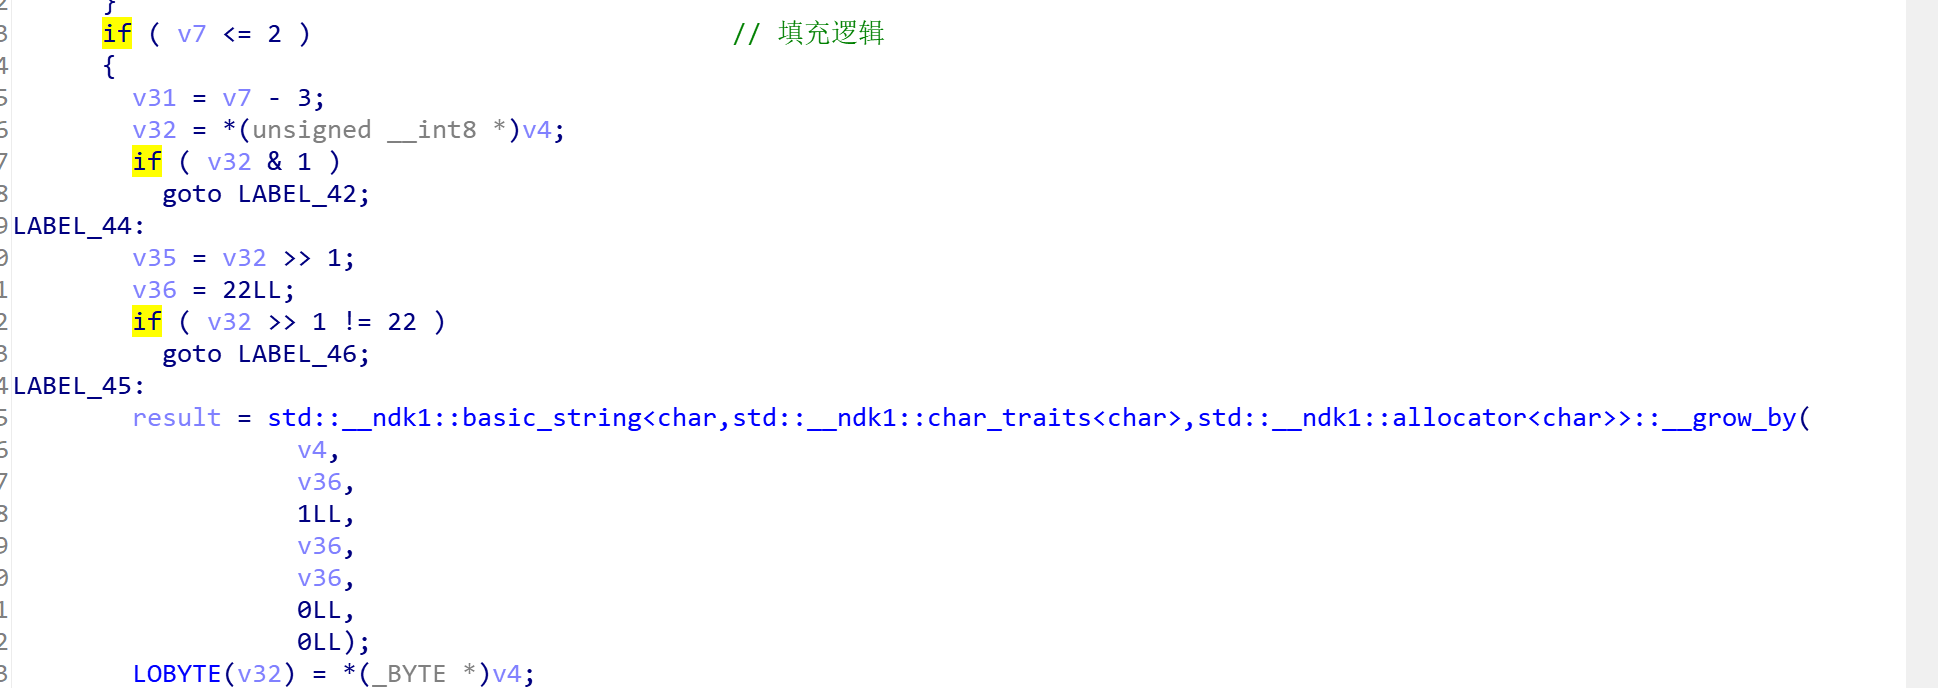 }
if ( v7 <= 2 ) // 填充逻辑
{
v31 = v7 - 3;
v32 = *(unsigned __int8 *)v4;
if ( v32 & 1 )
goto LABEL_42;
LABEL_44:
v35 = v32 >> 1;
v36 = 22LL;
if ( v32 >> 1 != 22 )
goto LABEL_46;
LABEL_45:
result = std::__ndk1::basic_string<char,std::__ndk1::char_traits<char>,std::__ndk1::allocator<char>>::__grow_by(
v4,
v36,
1LL,
v36,
v36,
0LL,
0LL);
LOBYTE(v32) = *(_BYTE *)v4;